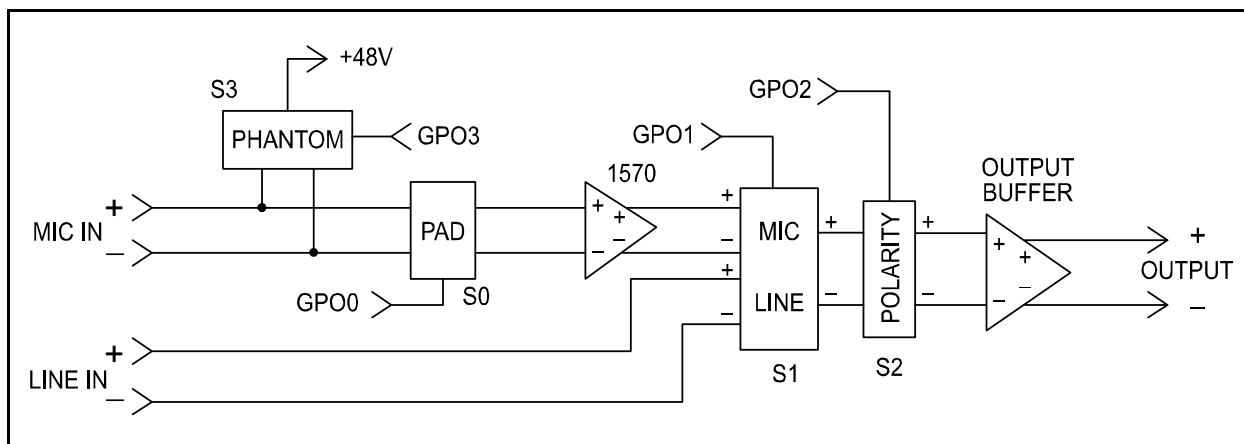 +48V
S3
PHANTOM
GPO3
GPO2
GPO1
1570
OUTPUT
BUFFER
+
MIC IN
−
PAD
GPO0
S0
+
+
−
−
+
−
+
−
MIC
LINE
S1
+
−
POLARITY
S2
+
−
+
+
−
−
+
OUTPUT
−
+
LINE IN
−